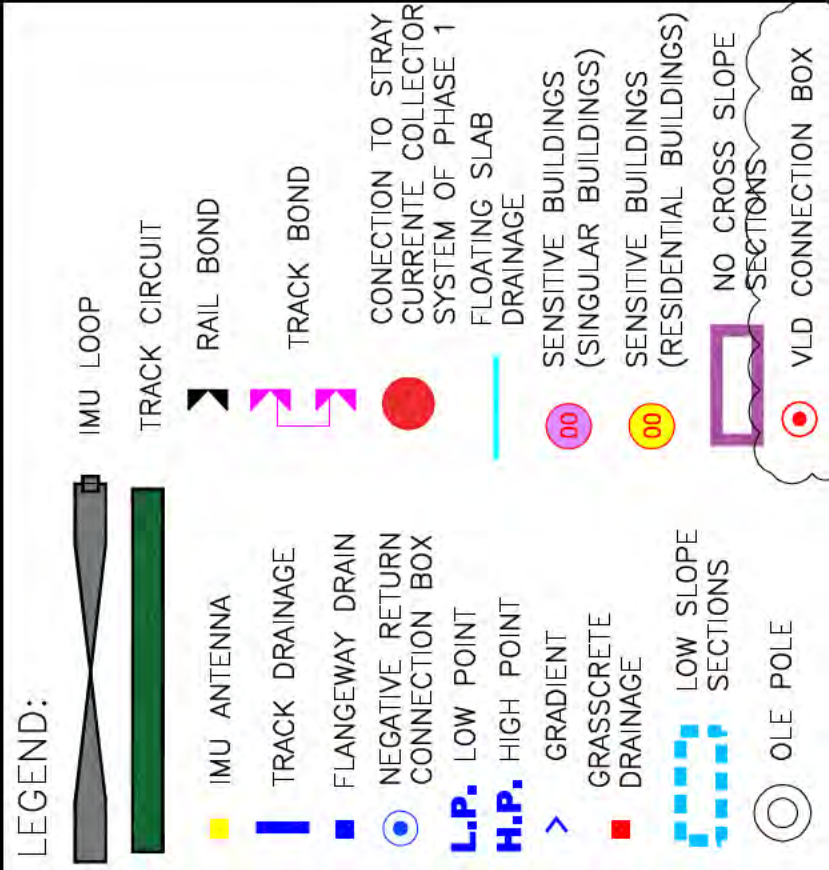 LEGEND:
IMU LOOP
TRACK CIRCUIT
IMU ANTENNA
TRACK DRAINAGE
FLANGEWAY DRAIN
NEGATIVE RETURN
CONNECTION BOX
L.P. LOW POINT
H.P. HIGH POINT
GRADIENT
GRASSCRETE
DRAINAGE
LOW SLOPE
SECTIONS
OLE POLE
RAIL BOND
TRACK BOND
CONECTION TO STRAY
CURRENTE COLLECTOR
SYSTEM OF PHASE 1
FLOATING SLAB
DRAINAGE
00 SENSITIVE BUILDINGS
(SINGULAR BUILDINGS)
00 SENSITIVE BUILDINGS
(RESIDENTIAL BUILDINGS)
NO CROSS SLOPE
SECTIONS
VLD CONNECTION BOX